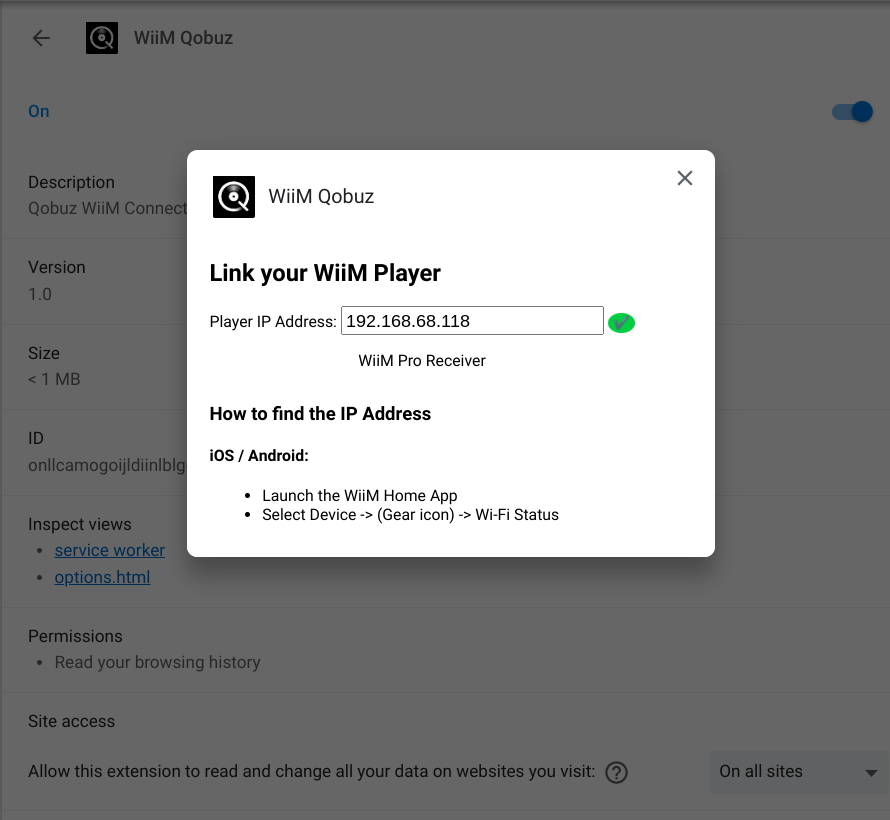 WiiM Qobuz
On
Description
Qobuz WiiM Connect
Version
1.0
Size
< 1 MB
ID
onllcamogoijldiinlblg
Inspect views
• service worker
• options.html
Permissions
• Read your browsing history
Site access
Allow this extension to read and change all your data on websites you visit: ?
On all sites
WiiM Qobuz
Link your WiiM Player
Player IP Address: 192.168.68.118
WiiM Pro Receiver
How to find the IP Address
iOS / Android:
• Launch the WiiM Home App
• Select Device -> (Gear icon) -> Wi-Fi Status